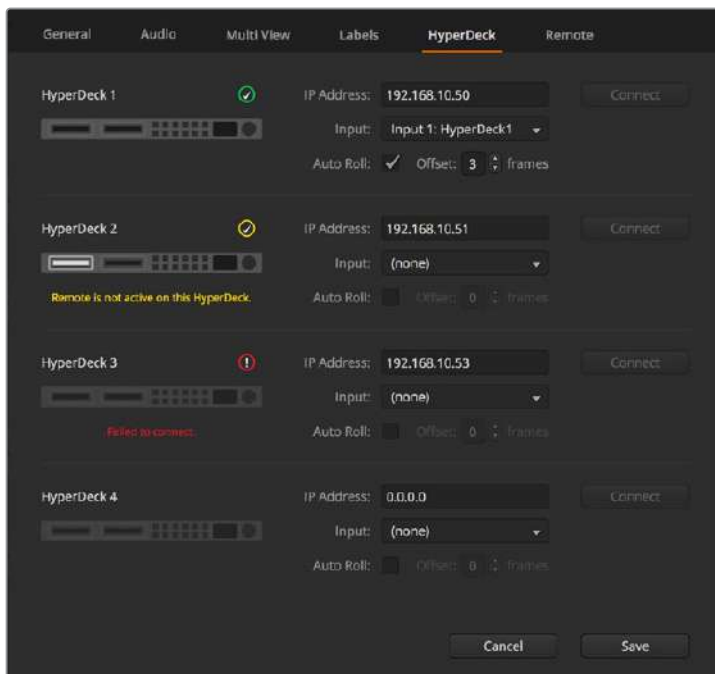 General Audio Multi View Labels HyperDeck Remote
HyperDeck 1 IP Address: 192.168.10.50 Connect
Input: Input 1: HyperDeck1
Auto Roll: Offset: 3 frames
HyperDeck 2 IP Address: 192.168.10.51 Connect
Input: (none)
Remote is not active on this HyperDeck.
Auto Roll: Offset: 0 frames
HyperDeck 3 IP Address: 192.168.10.53 Connect
Input: (none)
Failed to connect. Auto Roll: Offset: 0 frames
HyperDeck 4 IP Address: 0.0.0.0 Connect
Input: (none)
Auto Roll: Offset: 0 frames
Cancel Save